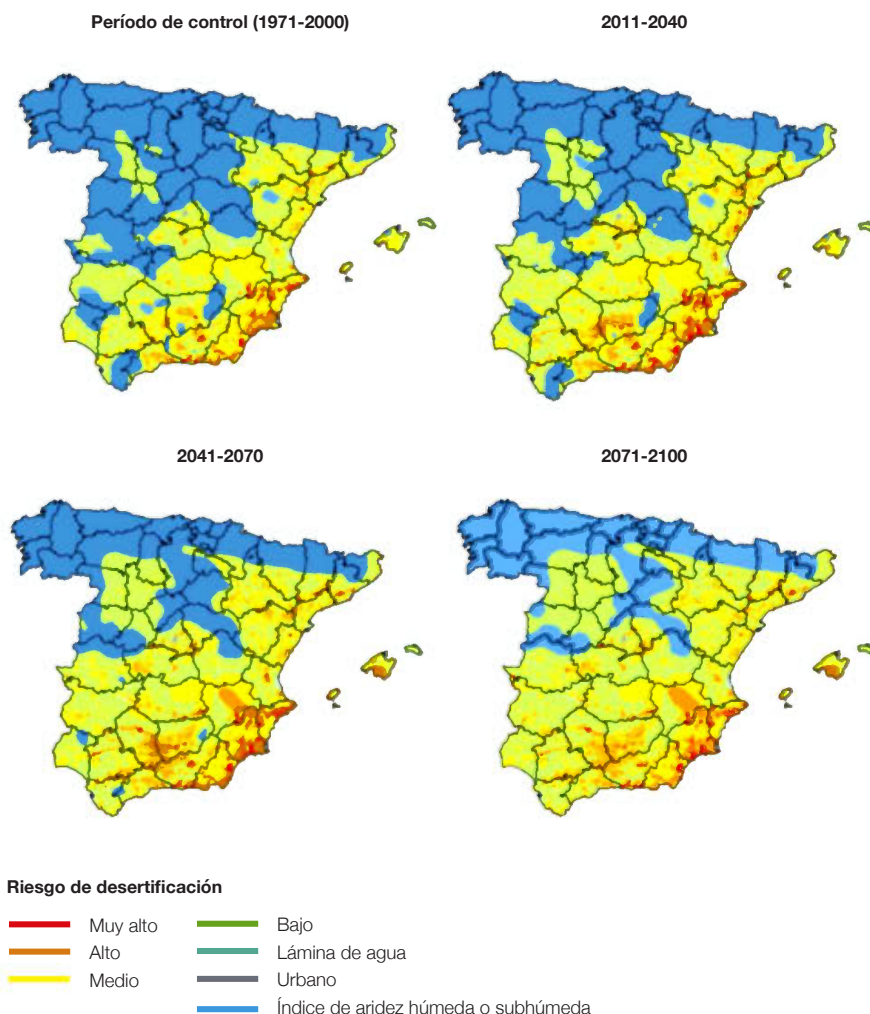 Período de control (1971-2000)
2011-2040
2041-2070
2071-2100
Riesgo de desertificación
Muy alto
Alto
Medio
Bajo
Lámina de agua
Urbano
Índice de aridez húmeda o subhúmeda